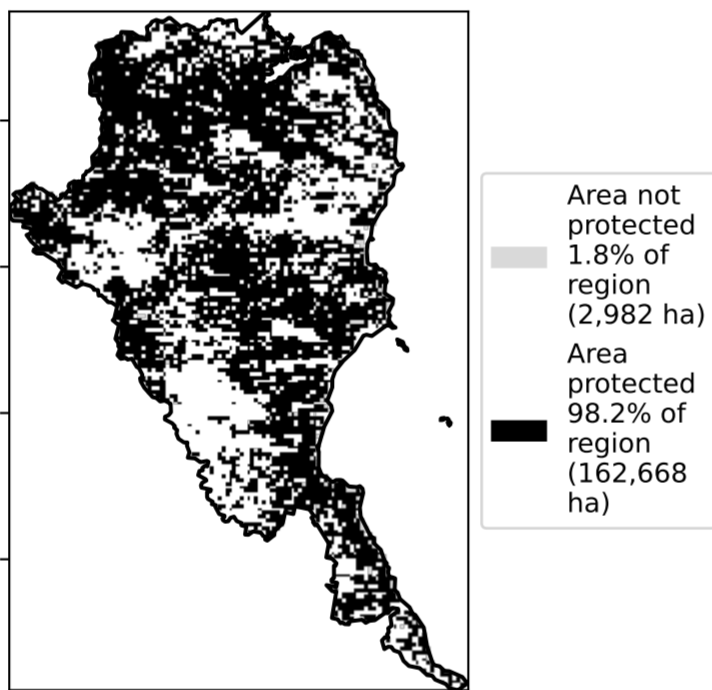 Area not
protected
1.8% of
region
(2,982 ha)
Area
protected
98.2% of
region
(162,668
ha)